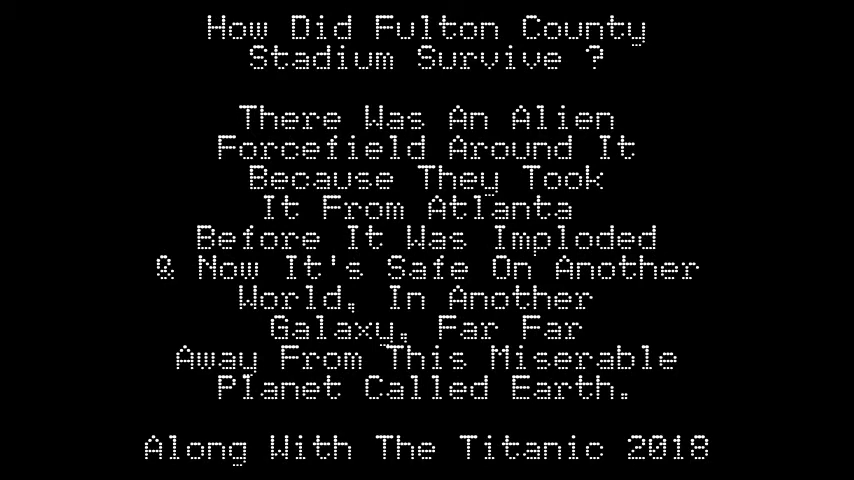 How Did Fulton County
Stadium Survive ?
There Was An Alien
Forcefield Around It
Because They Took
It From Atlanta
Before It Was Imploded
& Now It's Safe On Another
World, In Another
Galaxy, Far Far
Away From This Miserable
Planet Called Earth.
Along With The Titanic 2018